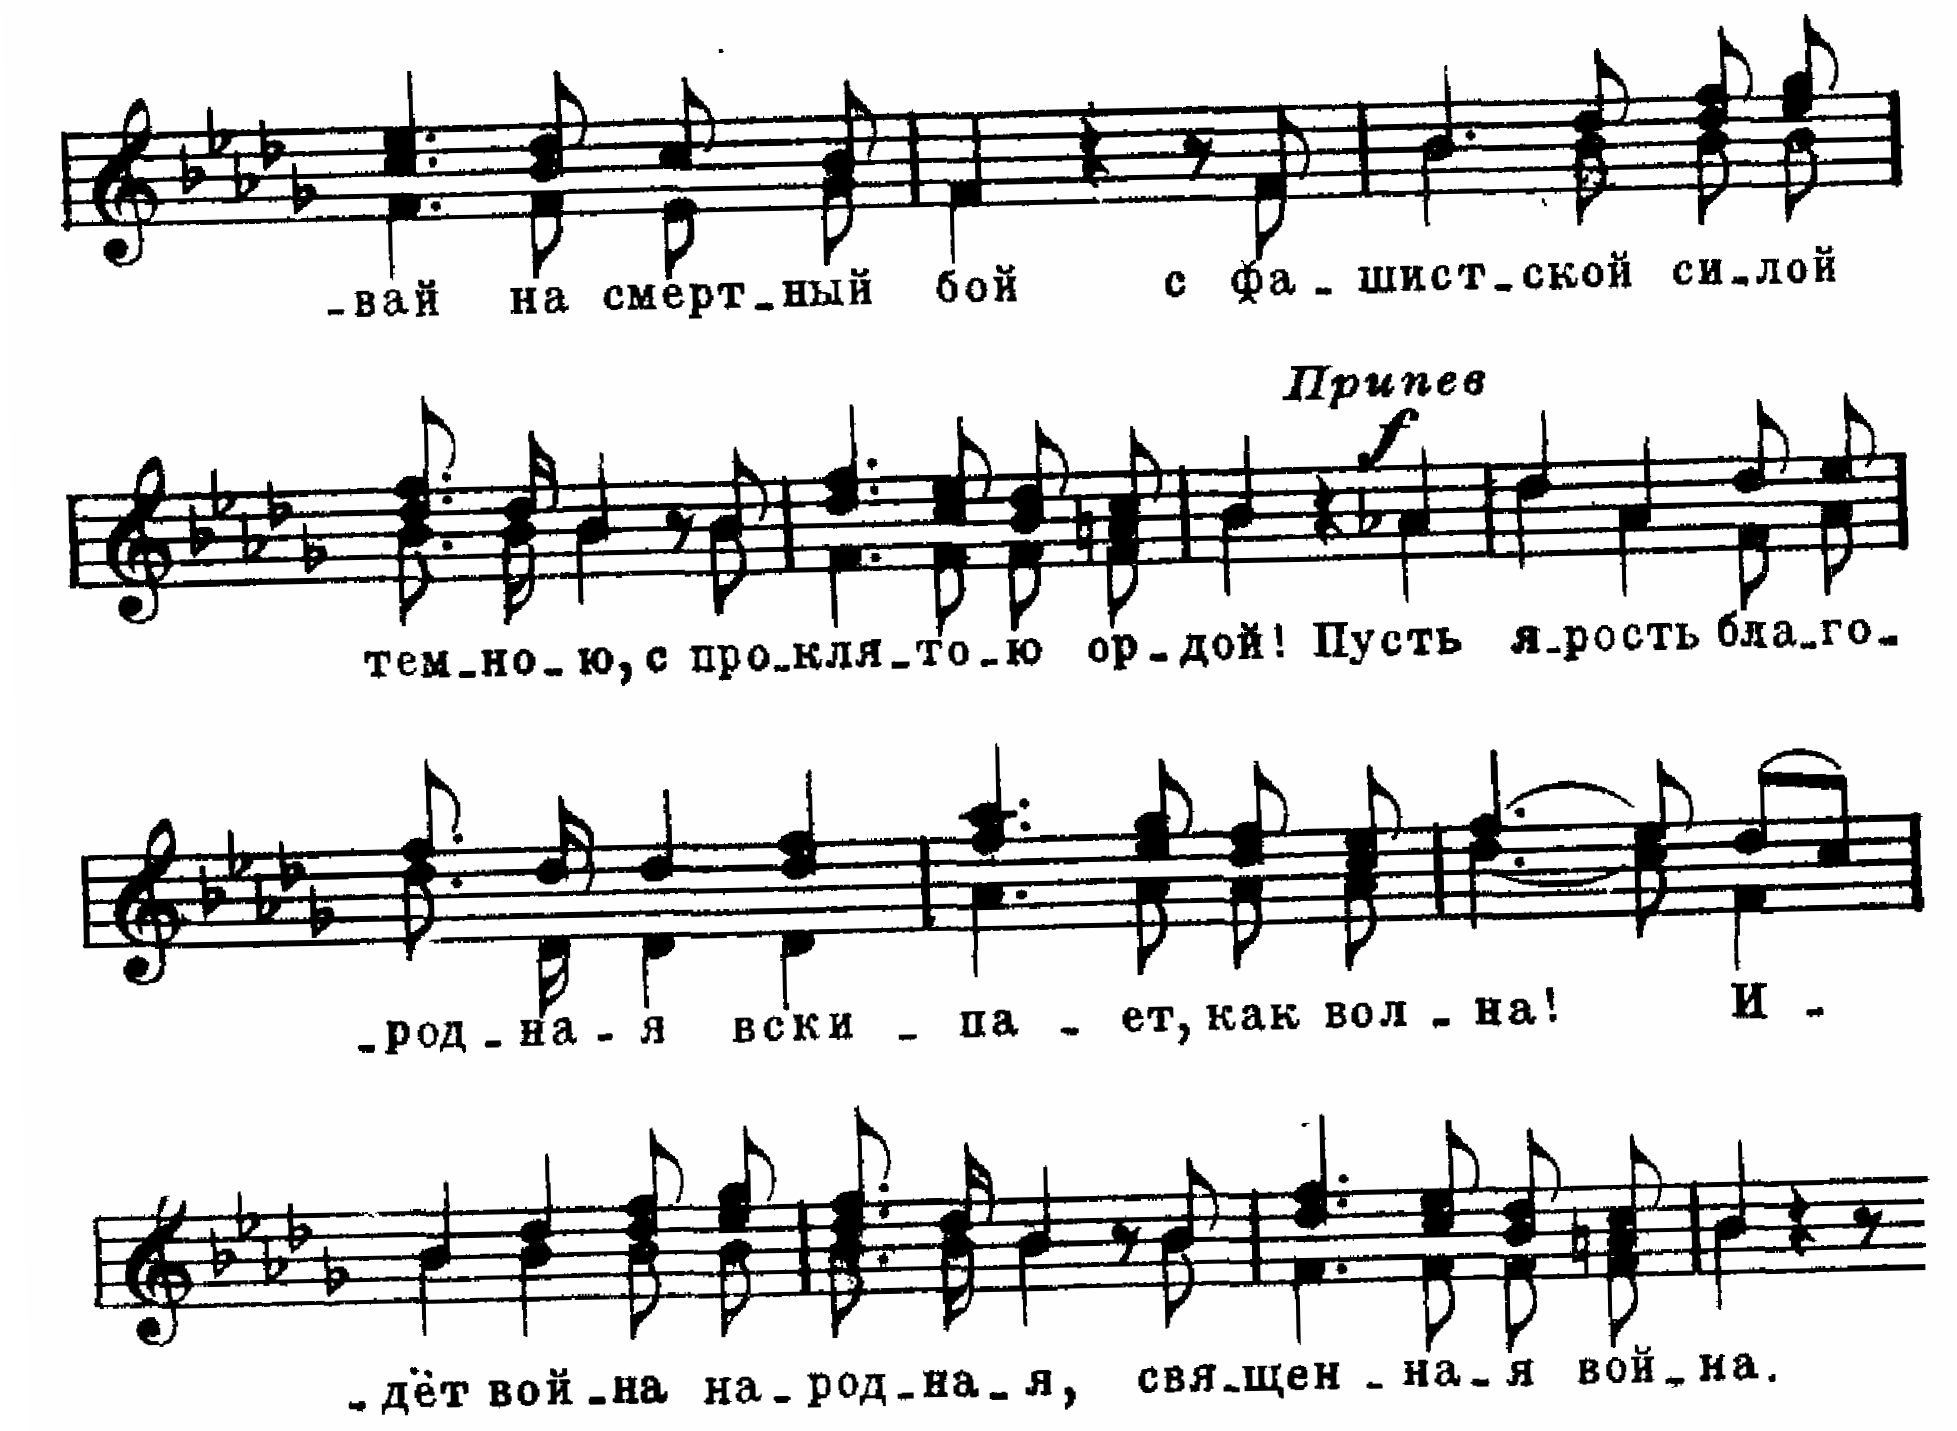 -вай на смерт-ный бой с фа-шист-ской си-лой
Припев
f
тем-но-ю, с про-кля-то-ю ор-дой! Пусть я-рость бла-го-
-род-на-я вски-па-ет, как вол-на! И-
-дёт вой-на на-род-на-я, свя-щен-на-я вой-на.